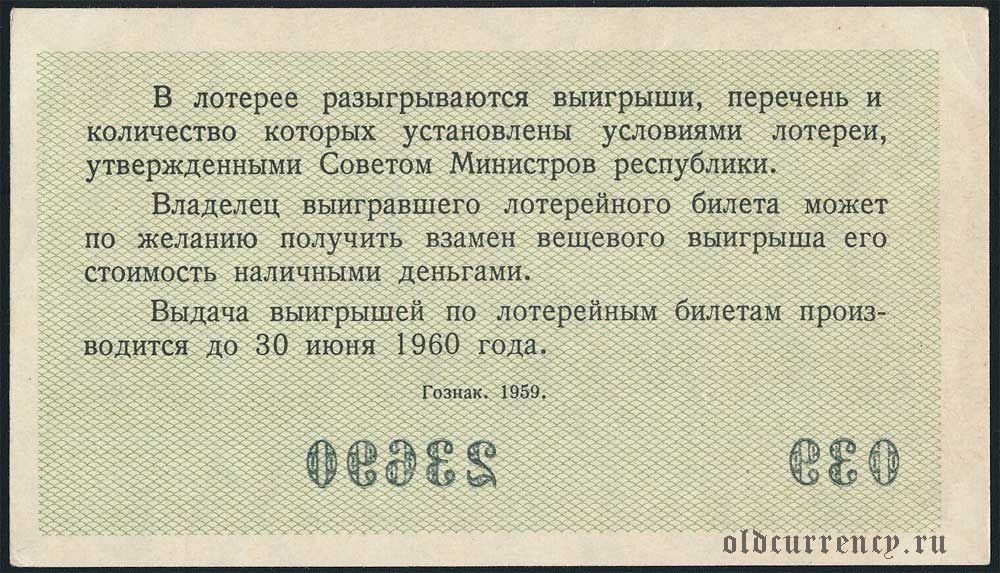 В лотерее разыгрываются выигрыши, перечень и
количество которых установлены условиями лотереи,
утвержденными Советом Министров республики.
Владелец выигравшего лотерейного билета может
по желанию получить взамен вещевого выигрыша его
стоимость наличными деньгами.
Выдача выигрышей по лотерейным билетам произ-
водится до 30 июня 1960 года.
Гознак. 1959.
039 23690
oldcurrency.ru